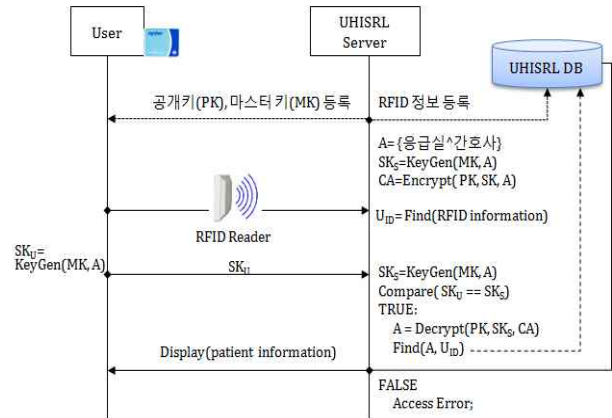 User
UHISRL
Server
UHISRL DB
공개키(PK), 마스터 키(MK) 등록
RFID 정보 등록
A= {응급실^간호사}
SKS=KeyGen(MK, A)
CA=Encrypt( PK, SK, A)
UID= Find(RFID information)
RFID Reader
SKU=
KeyGen(MK, A)
SKU
SKS=KeyGen(MK, A)
Compare( SKU == SKS)
TRUE:
A = Decrypt(PK, SKS, CA)
Find(A, UID)
Display(patient information)
FALSE
Access Error;